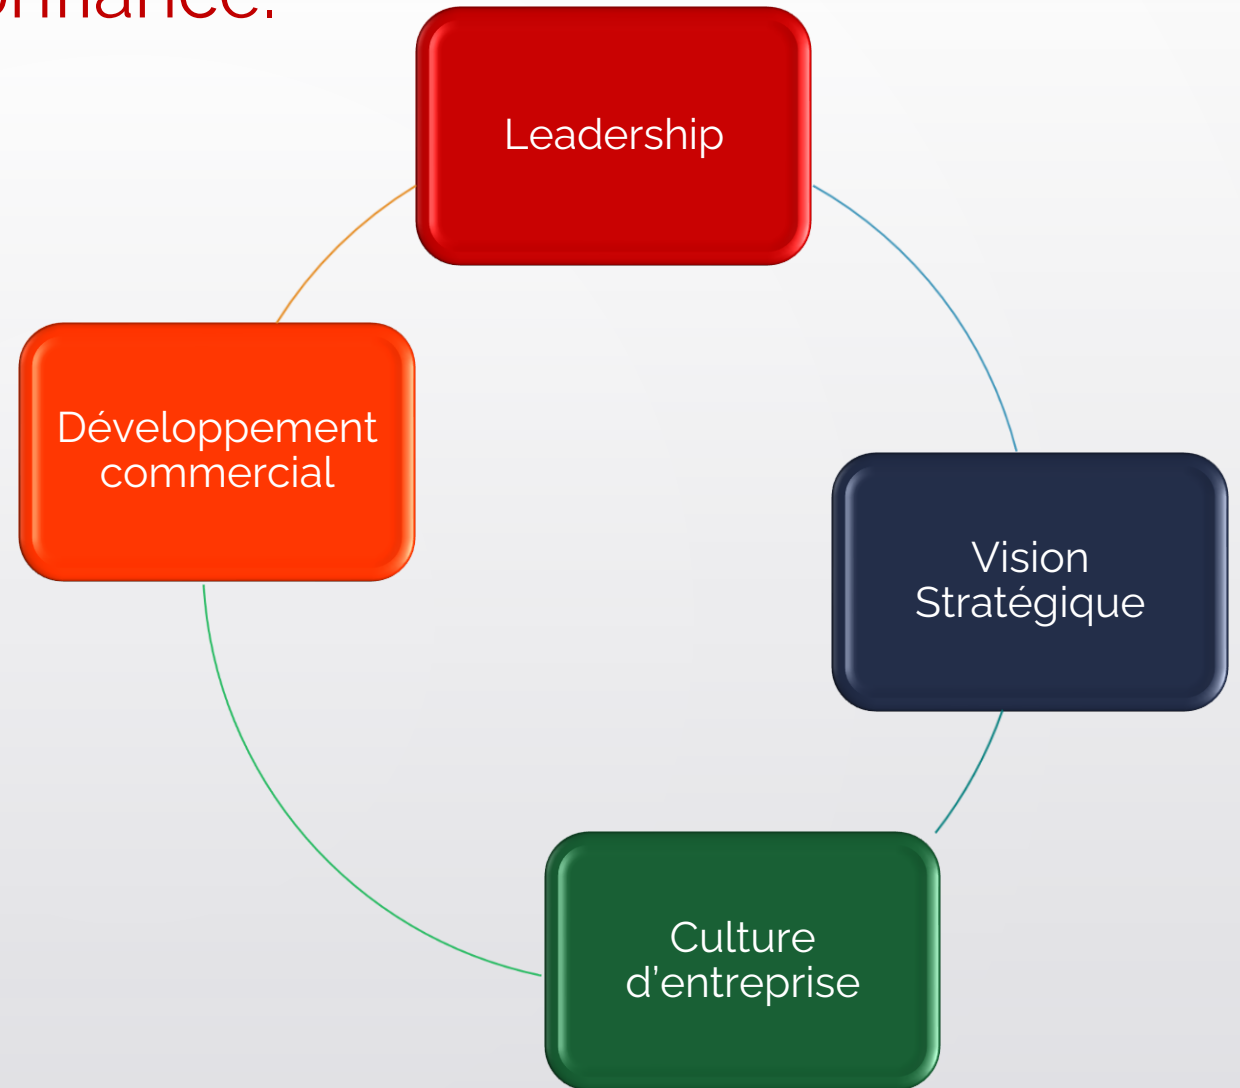 Leadership
Développement
commercial
Vision
Stratégique
Culture
d'entreprise